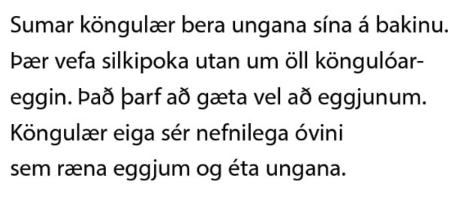 Sumar köngulær bera ungana sína á bakinu.
Þær vefa silkipoka utan um öll köngulóar-
eggin. Það þarf að gæta vel að eggjunum.
Köngulær eiga sér nefnilega óvini
sem ræna eggjum og éta ungana.